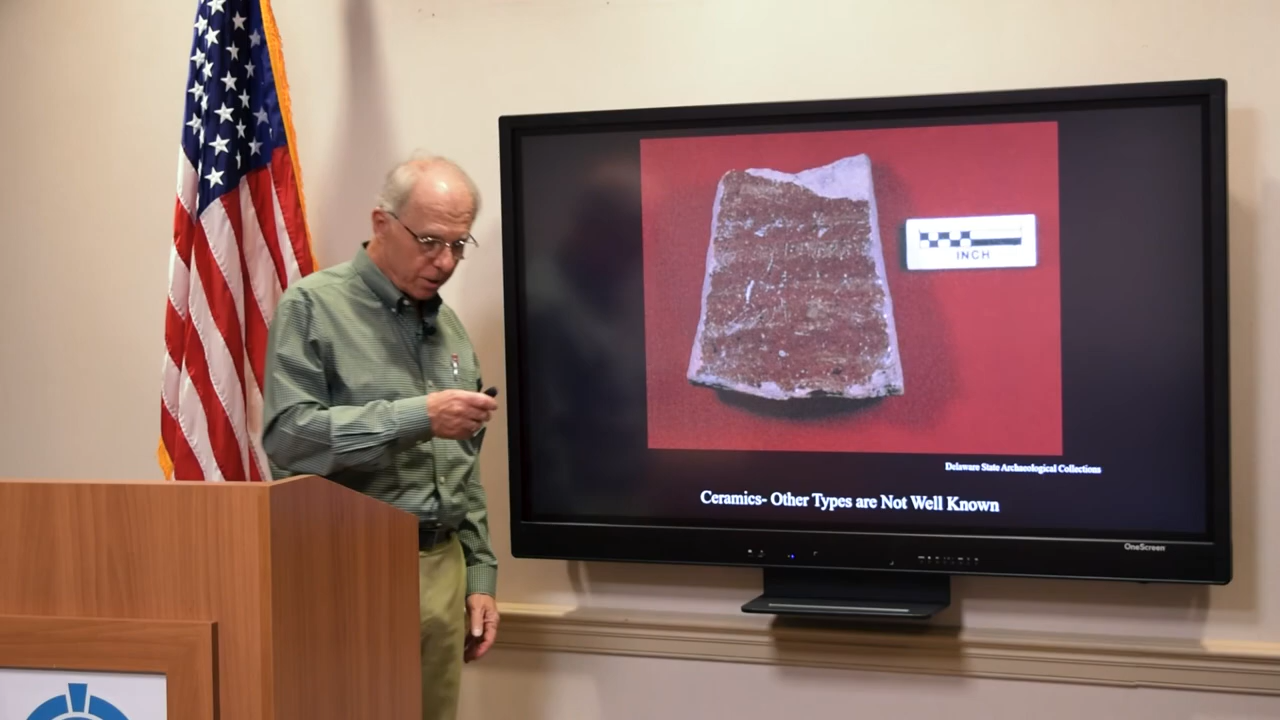 INCH
Delaware State Archaeological Collections
Ceramics- Other Types are Not Well Known
OneScreen